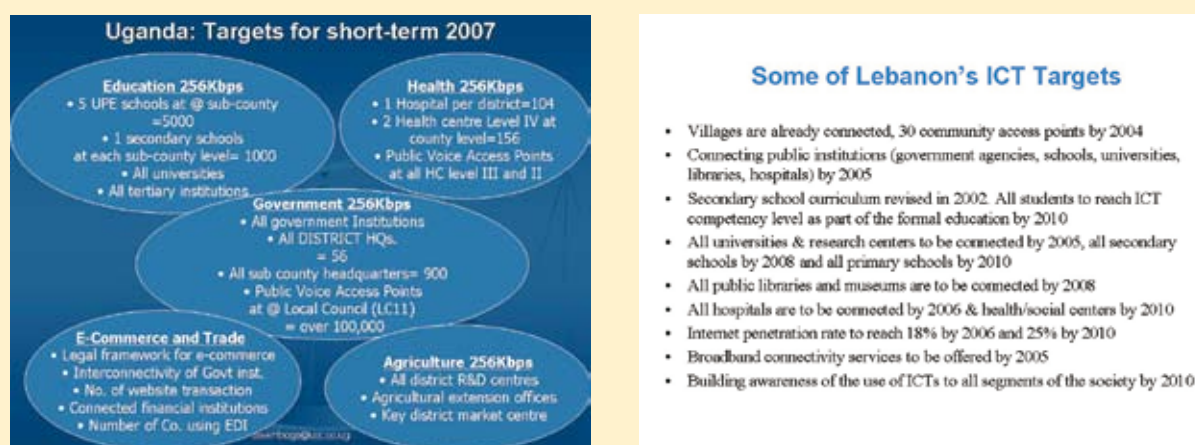 Uganda: Targets for short-term 2007
Education 256Kbps
• 5 UPE schools at @ sub-county
=5000
• 1 secondary schools
at each sub-county level= 1000
• All universities
• All tertiary institutions
Health 256Kbps
• 1 Hospital per district=104
• 2 Health centre Level IV at
county level=156
• Public Voice Access Points
at all HC level III and II
Government 256Kbps
• All government Institutions
• All DISTRICT HQs.
= 56
• All sub county headquarters= 900
• Public Voice Access Points
at @ Local Council (LC11)
= over 100,000
E-Commerce and Trade
• Legal framework for e-commerce
• Interconnectivity of Govt inst.
• No. of website transaction
• Connected financial institutions
• Number of Co. using EDI
Agriculture 256Kbps
• All district R&D centres
• Agricultural extension offices
• Key district market centre
Some of Lebanon's ICT Targets
• Villages are already connected, 30 community access points by 2004
• Connecting public institutions (government agencies, schools, universities,
libraries, hospitals) by 2005
• Secondary school curriculum revised in 2002. All students to reach ICT
competency level as part of the formal education by 2010
• All universities & research centers to be connected by 2005, all secondary
schools by 2008 and all primary schools by 2010
• All public libraries and museums are to be connected by 2008
• All hospitals are to be connected by 2006 & health/social centers by 2010
• Internet penetration rate to reach 18% by 2006 and 25% by 2010
• Broadband connectivity services to be offered by 2005
• Building awareness of the use of ICTs to all segments of the society by 2010